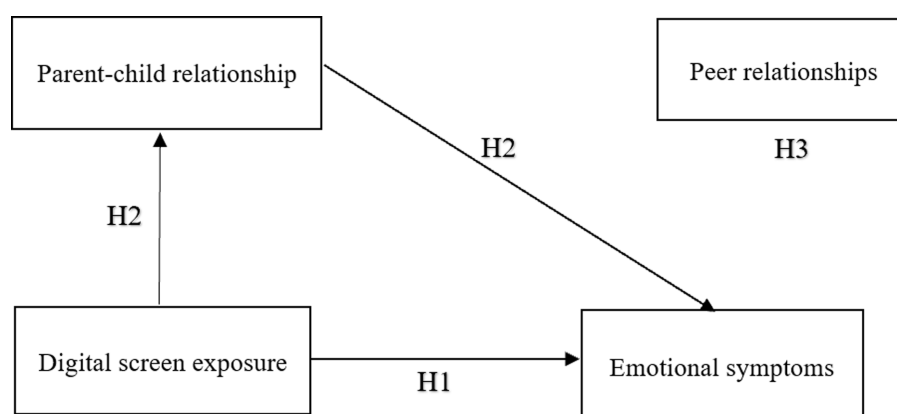 Parent-child relationship
Peer relationships
H3
H2
H2
Digital screen exposure
H1
Emotional symptoms